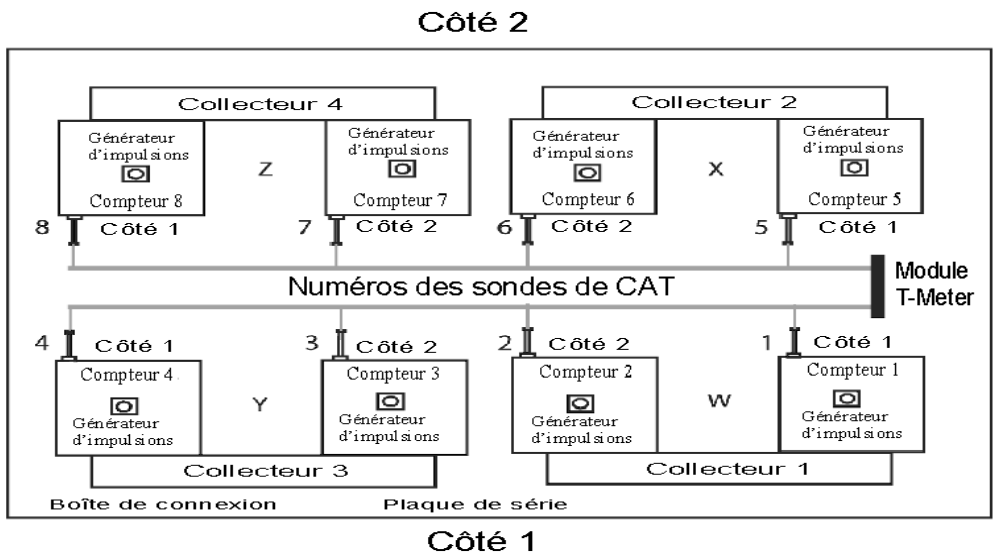 Côté 2
Collecteur 4
Collecteur 2
Générateur
d'impulsions
Compteur 8
Z
Générateur
d'impulsions
Compteur 7
Générateur
d'impulsions
Compteur 6
X
Générateur
d'impulsions
Compteur 5
8 Côté 1
7 Côté 2
6 Côté 2
5 Côté 1
Numéros des sondes de CAT
Module
T-Meter
4 Côté 1
3 Côté 2
2 Côté 2
1 Côté 1
Compteur 4
Générateur
d'impulsions
Y
Compteur 3
Générateur
d'impulsions
Compteur 2
Générateur
d'impulsions
W
Compteur 1
Générateur
d'impulsions
Collecteur 3
Collecteur 1
Boîte de connexion
Plaque de série
Côté 1